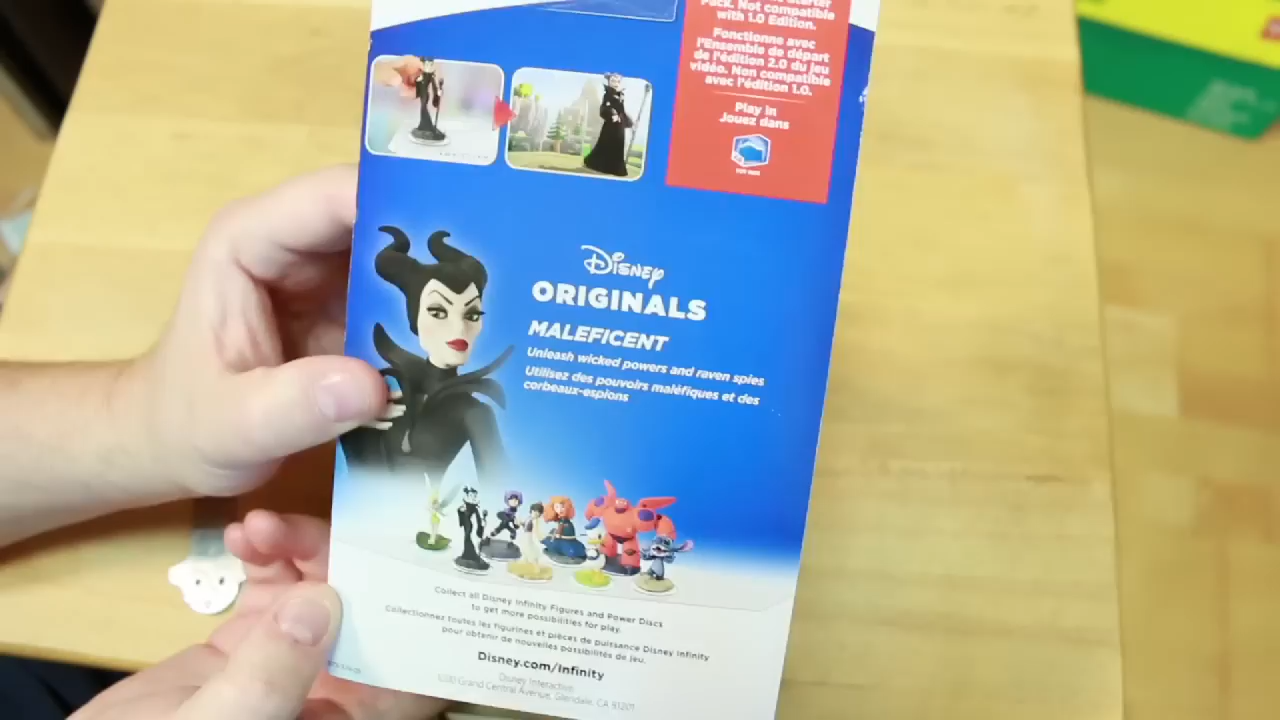 Pack. Not compatible
with 1.0 Edition.
Fonctionne avec
l'Ensemble de départ
de l'édition 2.0 du jeu
vidéo. Non compatible
avec l'édition 1.0.
Play in
Jouez dans
Disney
ORIGINALS
MALEFICENT
Unleash wicked powers and raven spies
Utilisez des pouvoirs maléfiques et des
corbeaux-espions
Collect all Disney Infinity Figures and Power Discs
to get more possibilities for play.
Collectionnez toutes les figurines et pièces de puissance Disney Infinity
pour obtenir de nouvelles possibilités de jeu.
Disney.com/Infinity
Disney Interactive
Grand Central Avenue, Glendale, CA 91201